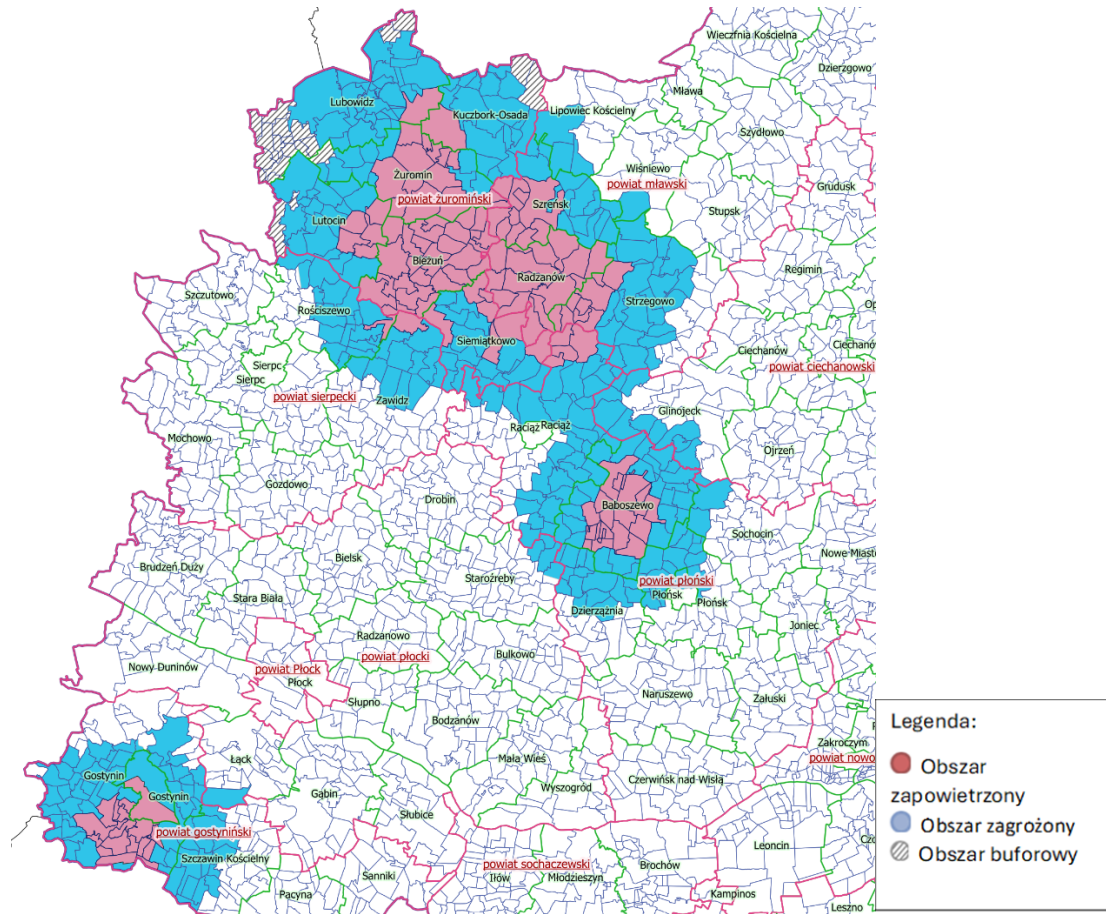 Wieczfnia Kościelna
Dzierzgowo
Mława
Lubowidz
Kuczbork-Osada
Lipowiec Kościelny
Szydłowo
Żuromin
Wiśniewo
powiat mławski
Grudusk
powiat żuromiński
Szreńsk
Stupsk
Lutocin
Bieżuń
Radzanów
Regimin
Szczutowo
Rościszewo
Strzegowo
Siemiątkowo
Ciechanów
Ciechanów
Sierpc
Sierpc
powiat ciechanowski
powiat sierpecki
Zawidz
Glinojeck
Raciąż
Raciąż
Mochowo
Ojrzeń
Gozdowo
Drobin
Baboszewo
Sochocin
Bielsk
Nowe Miasto
Brudzeń Duży
Staroźreby
powiat płoński
Stara Biała
Płońsk
Płońsk
Dzierzążnia
Joniec
Radzanowo
Bulkowo
powiat płocki
Nowy Duninów
powiat Płock
Płock
Naruszewo
Załuski
Słupno
Bodzanów
Zakroczym
powiat nowo
Łąck
Mała Wieś
Gostynin
Czerwińsk nad Wisłą
Wyszogród
Gostynin
Gąbin
Słubice
powiat gostyniński
Leoncin
Szczawin Kościelny
powiat sochaczewski
Brochów
Sanniki
Iłów
Młodzieszyn
Pacyna
Kampinos
Leszno
Legenda:
Obszar
zapowietrzony
Obszar zagrożony
Obszar buforowy